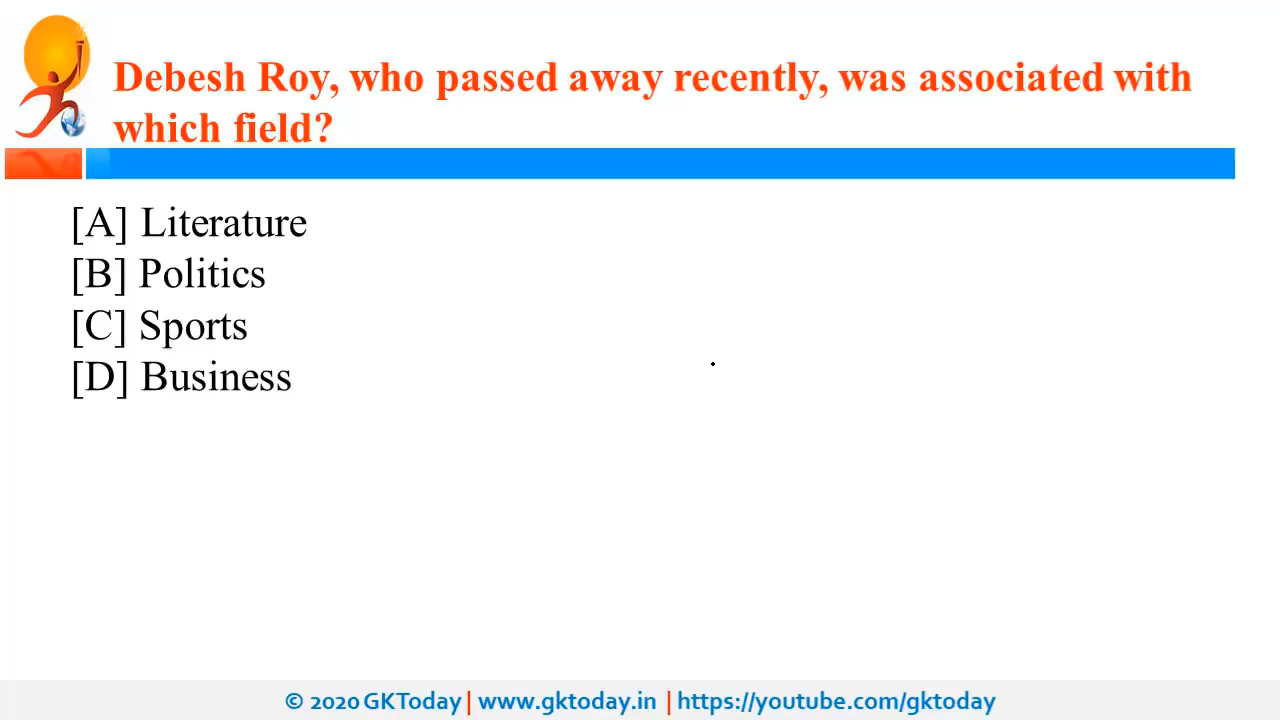 Debesh Roy, who passed away recently, was associated with
which field?
[A] Literature
[B] Politics
[C] Sports
[D] Business
© 2020 GKToday | www.gktoday.in | https://youtube.com/gktoday